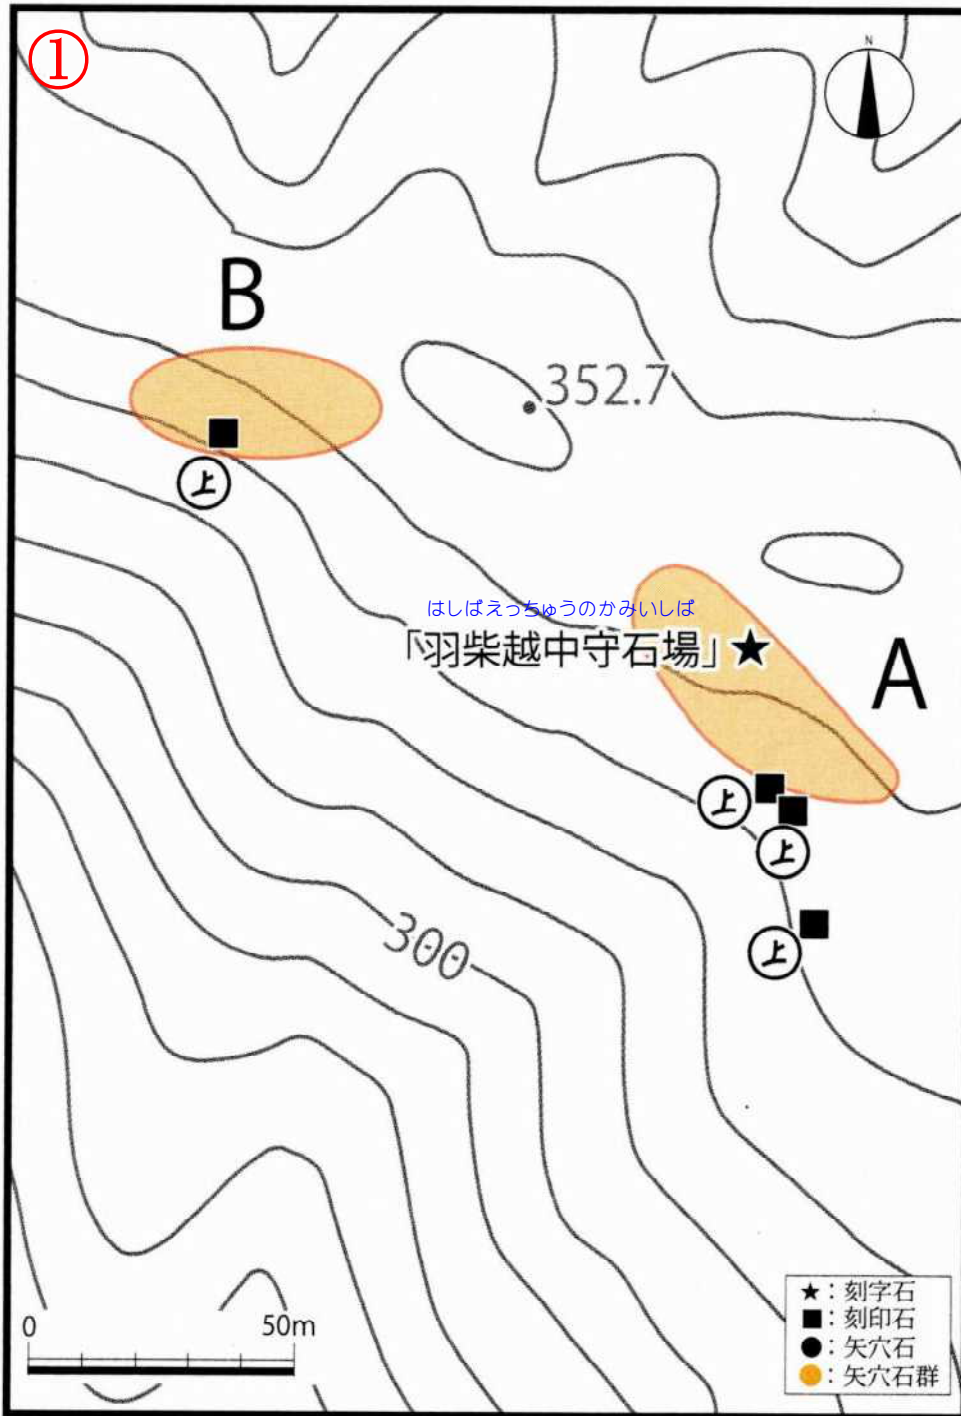 ①
N
B
352.7
上
はしばえっちゅうのかみいしば
「羽柴越中守石場」★
A
上
上
300
上
0 50m
★：刻字石
■：刻印石
●：矢穴石
●：矢穴石群